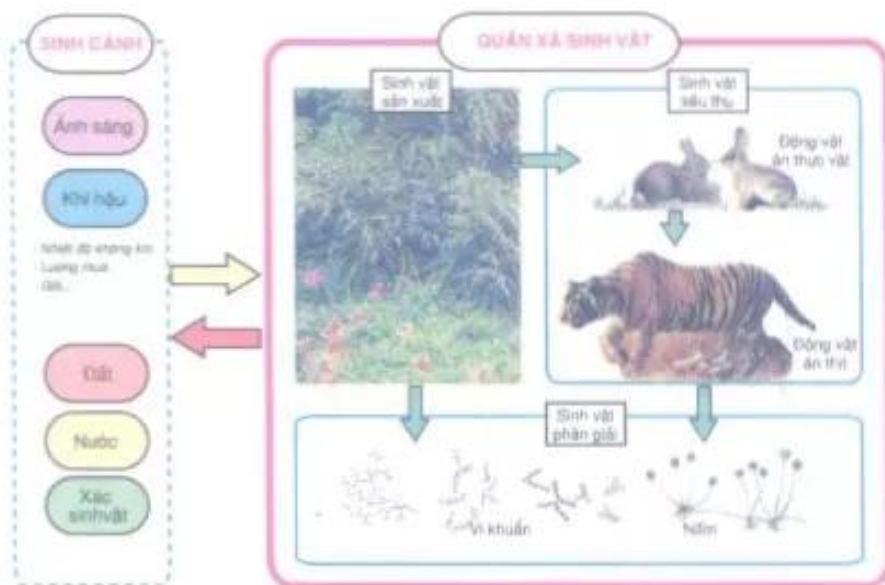 SINH CẢNH
Ánh sáng
Khí hậu
Nhiệt độ không khí
Lượng mưa
Gió...
Đất
Nước
Xác
sinh vật
QUẦN XÃ SINH VẬT
Sinh vật
sản xuất
Sinh vật
tiêu thụ
Động vật
ăn thực vật
Động vật
ăn thịt
Sinh vật
phân giải
Vi khuẩn
Nấm